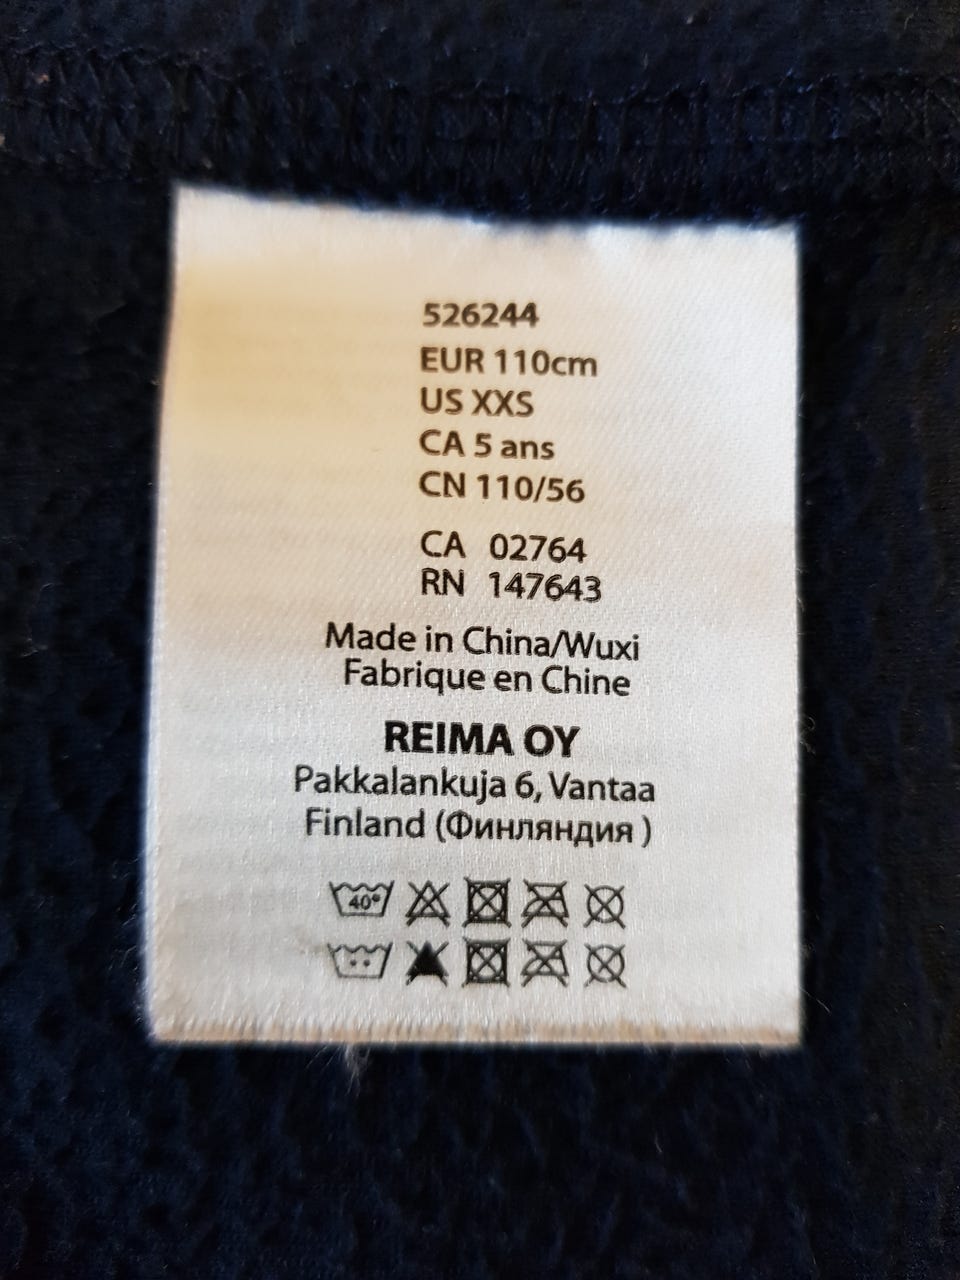 526244
EUR 110cm
US XXS
CA 5 ans
CN 110/56
CA 02764
RN 147643
Made in China/Wuxi
Fabrique en Chine
REIMA OY
Pakkalankuja 6, Vantaa
Finland (Финляндия )
40°